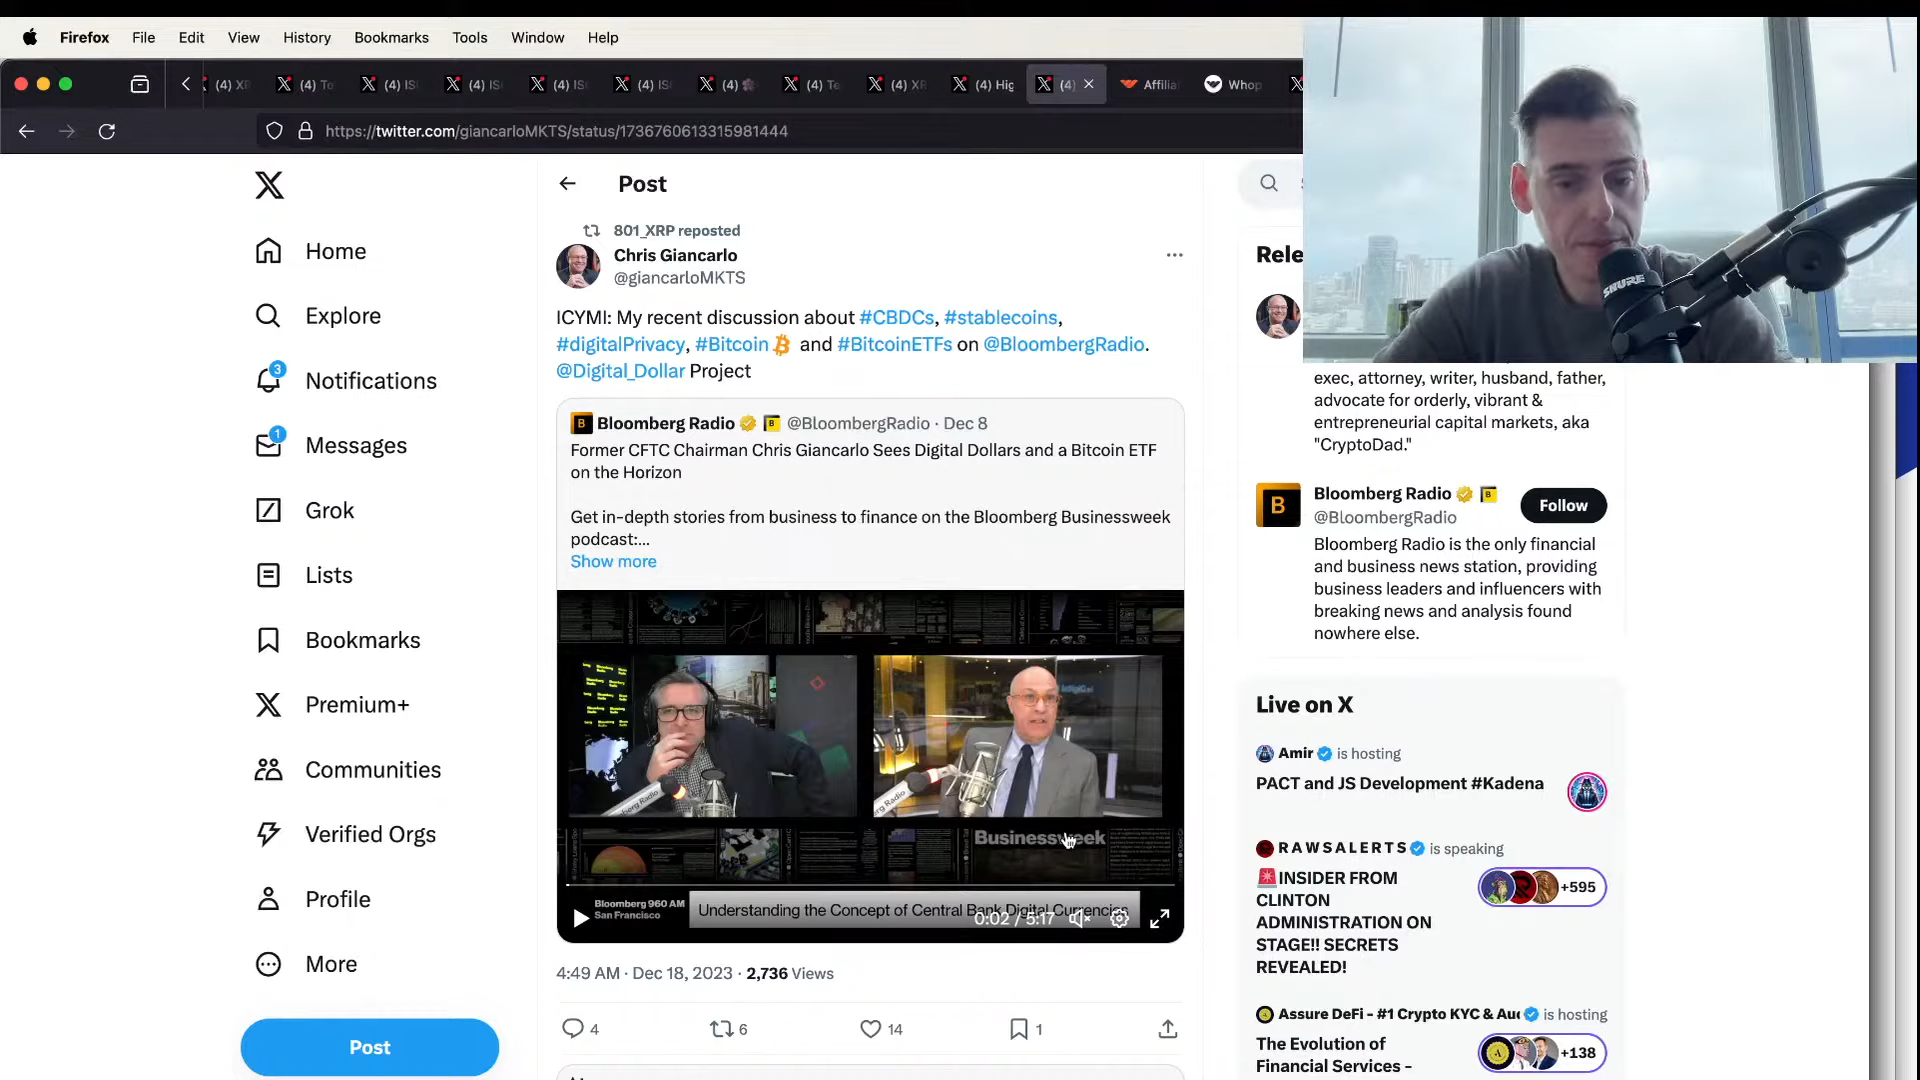 Firefox File Edit View History Bookmarks Tools Window Help
(4) XR (4) To (4) IS (4) IS (4) IS (4) IS (4) (4) Te (4) XR (4) Hig (4) Affilia Whop
https://twitter.com/giancarloMKTS/status/1736760613315981444
Post
801_XRP reposted
Chris Giancarlo
@giancarloMKTS
ICYMI: My recent discussion about #CBDCs, #stablecoins,
#digitalPrivacy, #Bitcoin and #BitcoinETFs on @BloombergRadio.
@Digital_Dollar Project
Bloomberg Radio @BloombergRadio · Dec 8
Former CFTC Chairman Chris Giancarlo Sees Digital Dollars and a Bitcoin ETF
on the Horizon
Get in-depth stories from business to finance on the Bloomberg Businessweek
podcast:...
Show more
Businessweek
Bloomberg 960 AM
San Francisco
Understanding the Concept of Central Bank Digital Currencies
0:02 / 5:17
4:49 AM · Dec 18, 2023 · 2,736 Views
4 6 14 1
Home
Explore
3
Notifications
1
Messages
Grok
Lists
Bookmarks
Premium+
Communities
Verified Orgs
Profile
More
Post
Rele
exec, attorney, writer, husband, father,
advocate for orderly, vibrant &
entrepreneurial capital markets, aka
"CryptoDad."
Bloomberg Radio
@BloombergRadio
Follow
Bloomberg Radio is the only financial
and business news station, providing
business leaders and influencers with
breaking news and analysis found
nowhere else.
Live on X
Amir is hosting
PACT and JS Development #Kadena
R A W S A L E R T S is speaking
INSIDER FROM
CLINTON
ADMINISTRATION ON
STAGE!! SECRETS
REVEALED!
+595
Assure DeFi - #1 Crypto KYC & Au is hosting
The Evolution of
Financial Services -
+138
SHURE